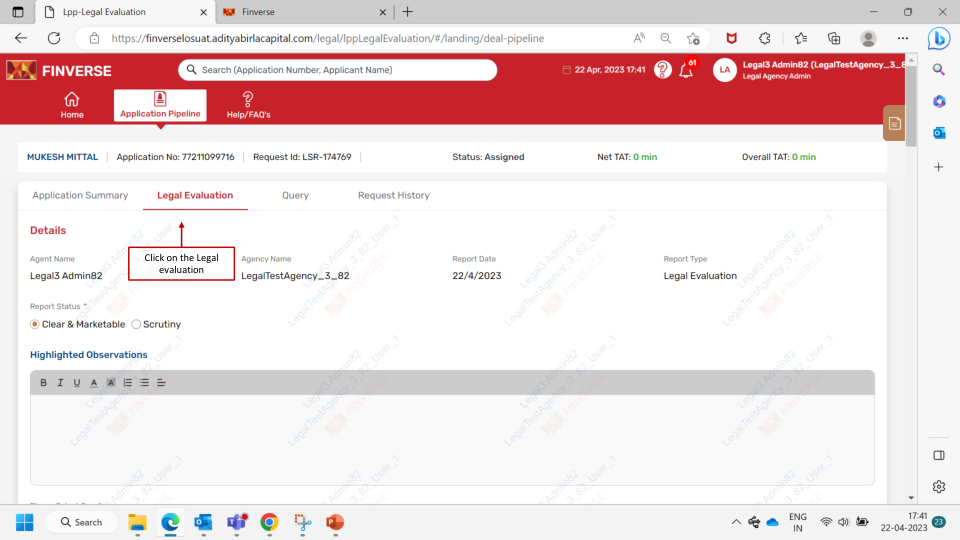 Lpp-Legal Evaluation
Finverse
https://finverselosuat.adityabirlacapital.com/legal/lppLegalEvaluation/#/landing/deal-pipeline
FINVERSE
Search (Application Number, Applicant Name)
22 Apr, 2023 17:41
61
LA
Legal3 Admin82 (LegalTestAgency_3_8
Legal Agency Admin
Home
Application Pipeline
Help/FAQ's
MUKESH MITTAL
Application No: 77211099716
Request Id: LSR-174769
Status: Assigned
Net TAT: 0 min
Overall TAT: 0 min
Application Summary
Legal Evaluation
Query
Request History
Details
Click on the Legal
evaluation
Agent Name
Agency Name
Report Date
Report Type
Legal3 Admin82
LegalTestAgency_3_82
22/4/2023
Legal Evaluation
Report Status *
Clear & Marketable
Scrutiny
Highlighted Observations
B I U A A
Search
ENG
IN
17:41
22-04-2023
23